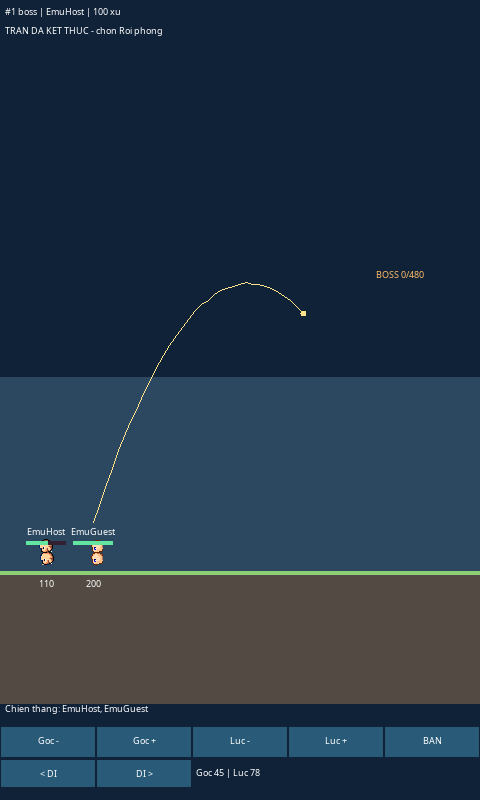 #1 boss | EmuHost | 100 xu
TRAN DA KET THUC - chon Roi phong
BOSS 0/480
EmuHost EmuGuest
110 200
Chien thang: EmuHost, EmuGuest
Goc - Goc + Luc - Luc + BAN
< DI DI > Goc 45 | Luc 78